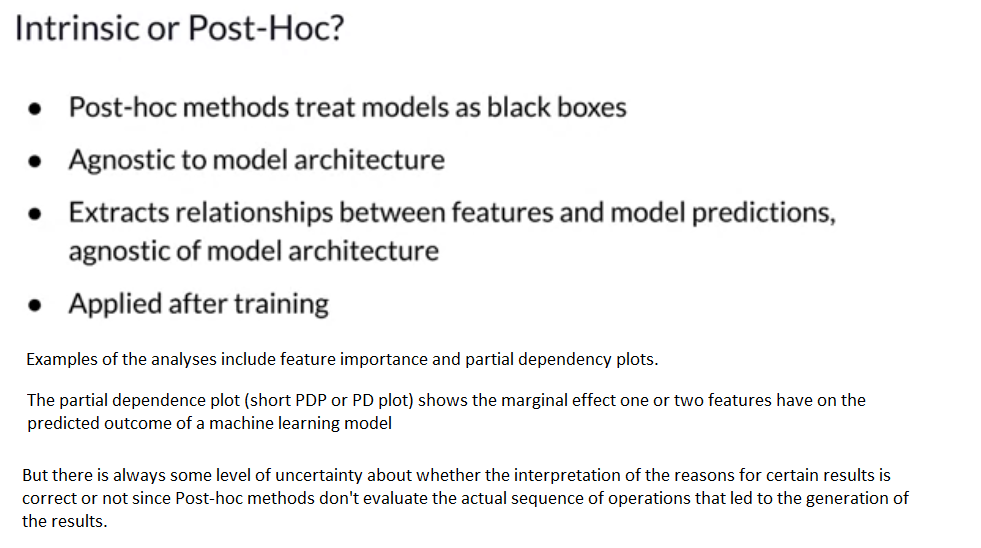 Intrinsic or Post-Hoc?
● Post-hoc methods treat models as black boxes
● Agnostic to model architecture
● Extracts relationships between features and model predictions,
agnostic of model architecture
● Applied after training
Examples of the analyses include feature importance and partial dependency plots.
The partial dependence plot (short PDP or PD plot) shows the marginal effect one or two features have on the
predicted outcome of a machine learning model
But there is always some level of uncertainty about whether the interpretation of the reasons for certain results is
correct or not since Post-hoc methods don't evaluate the actual sequence of operations that led to the generation of
the results.